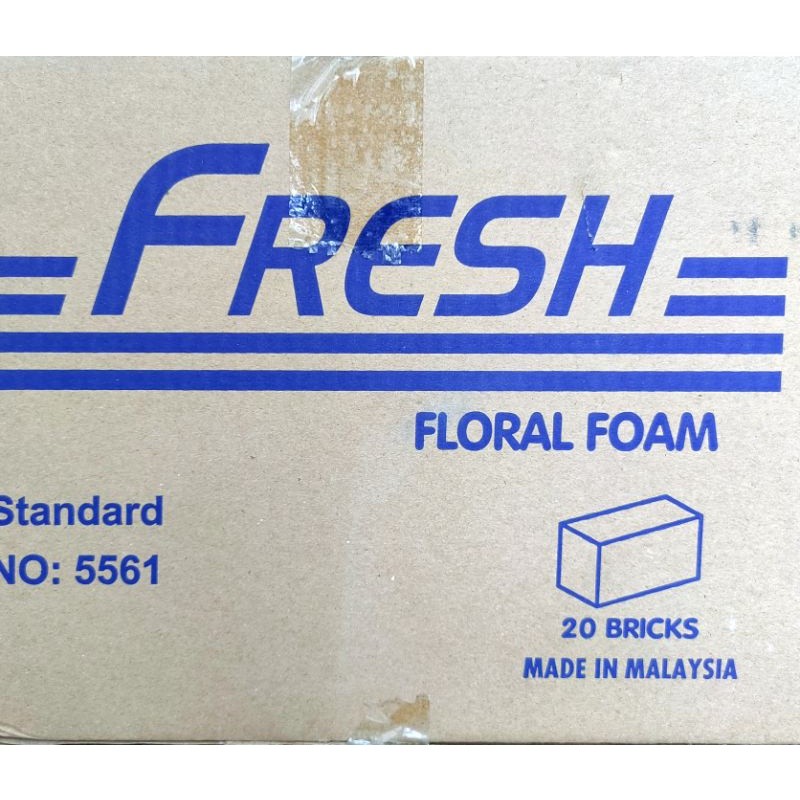 FRESH
FLORAL FOAM
Standard
NO: 5561
20 BRICKS
MADE IN MALAYSIA